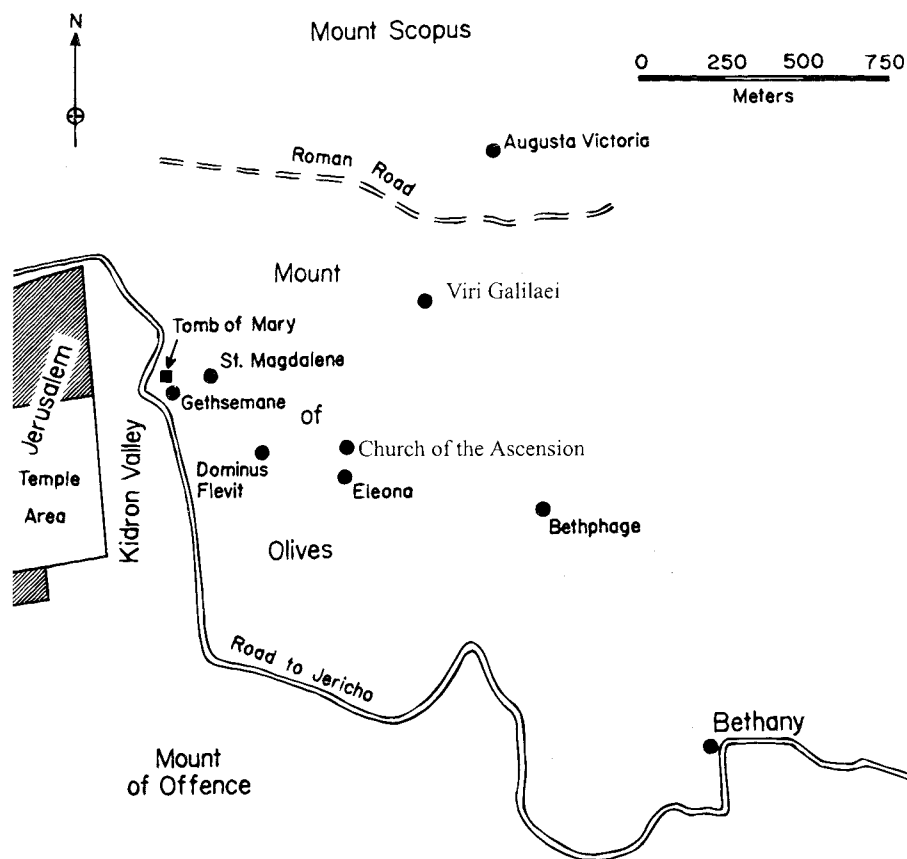 N
Mount Scopus
0 250 500 750
Meters
Augusta Victoria
Roman Road
Mount
Viri Galilaei
Tomb of Mary
St. Magdalene
Gethsemane
of
Jerusalem
Church of the Ascension
Dominus
Flevit
Eleona
Temple
Area
Kidron Valley
Bethphage
Olives
Road to Jericho
Bethany
Mount
of Offence